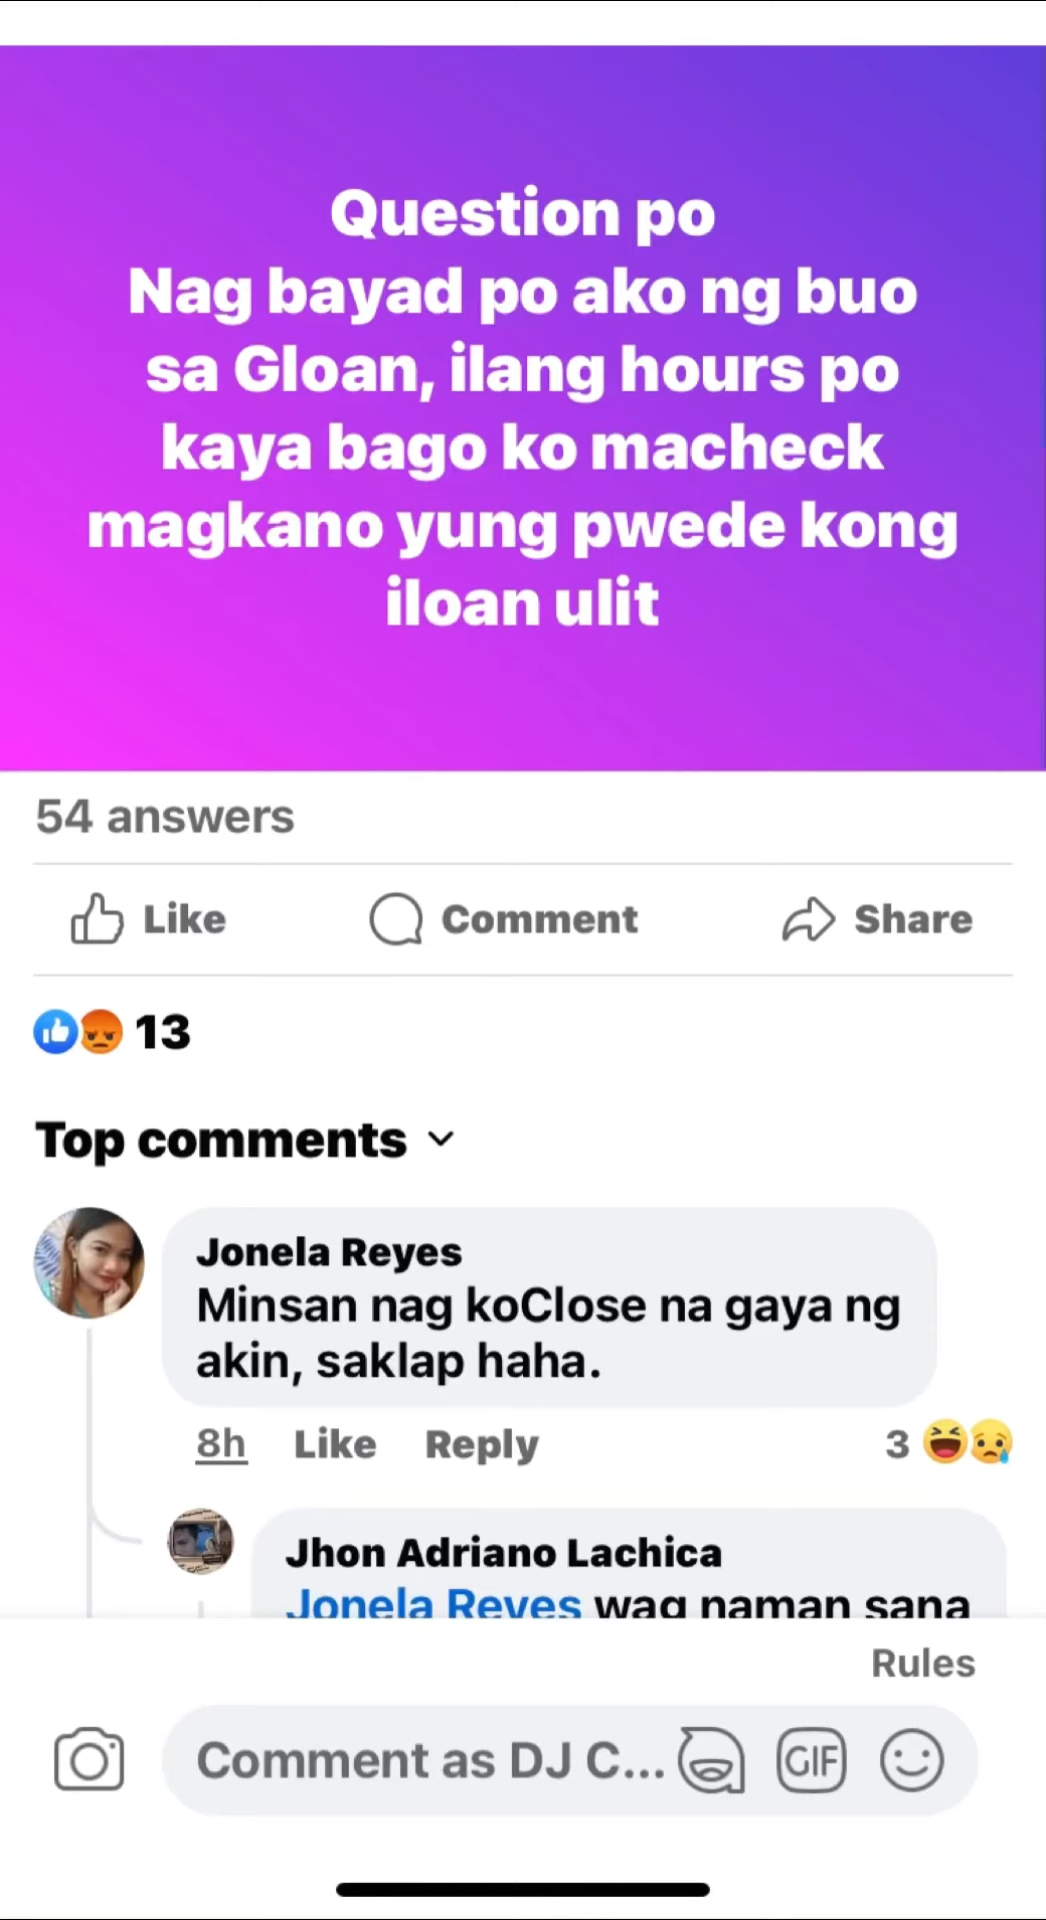 Question po
Nag bayad po ako ng buo
sa Gloan, ilang hours po
kaya bago ko macheck
magkano yung pwede kong
iloan ulit
54 answers
Like Comment Share
13
Top comments
Jonela Reyes
Minsan nag koClose na gaya ng
akin, saklap haha.
8h Like Reply 3
Jhon Adriano Lachica
Jonela Reyes wag naman sana
Rules
Comment as DJ C... GIF